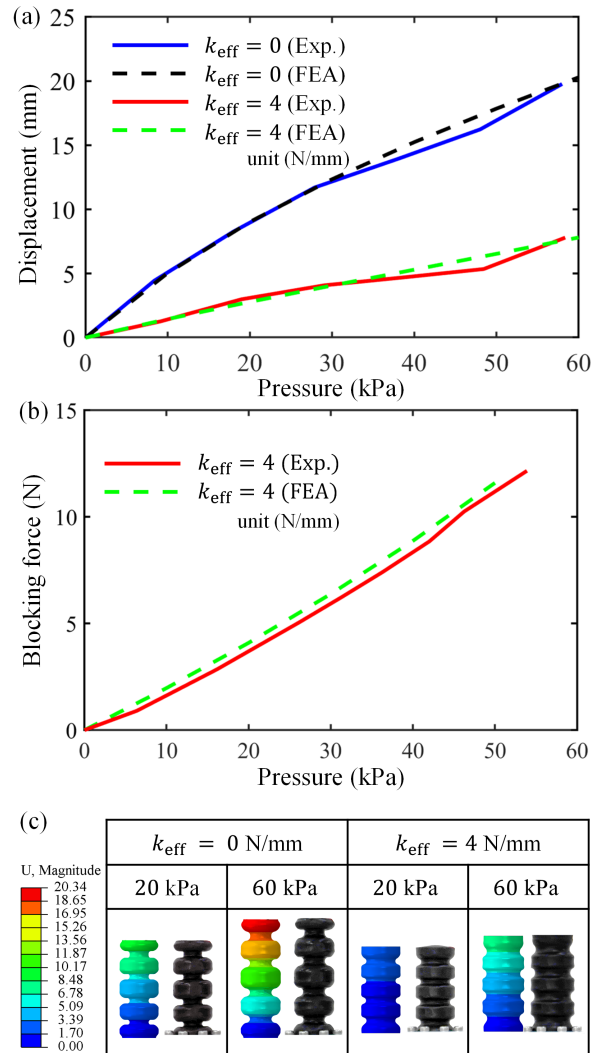 (a)
25
20
15
10
5
0
Displacement (mm)
k_eff = 0 (Exp.)
k_eff = 0 (FEA)
k_eff = 4 (Exp.)
k_eff = 4 (FEA)
unit (N/mm)
0 10 20 30 40 50 60
Pressure (kPa)
(b)
15
10
5
0
Blocking force (N)
k_eff = 4 (Exp.)
k_eff = 4 (FEA)
unit (N/mm)
0 10 20 30 40 50 60
Pressure (kPa)
(c)
k_eff = 0 N/mm k_eff = 4 N/mm
20 kPa 60 kPa 20 kPa 60 kPa
U, Magnitude
20.34
18.65
16.95
15.26
13.56
11.87
10.17
8.48
6.78
5.09
3.39
1.70
0.00